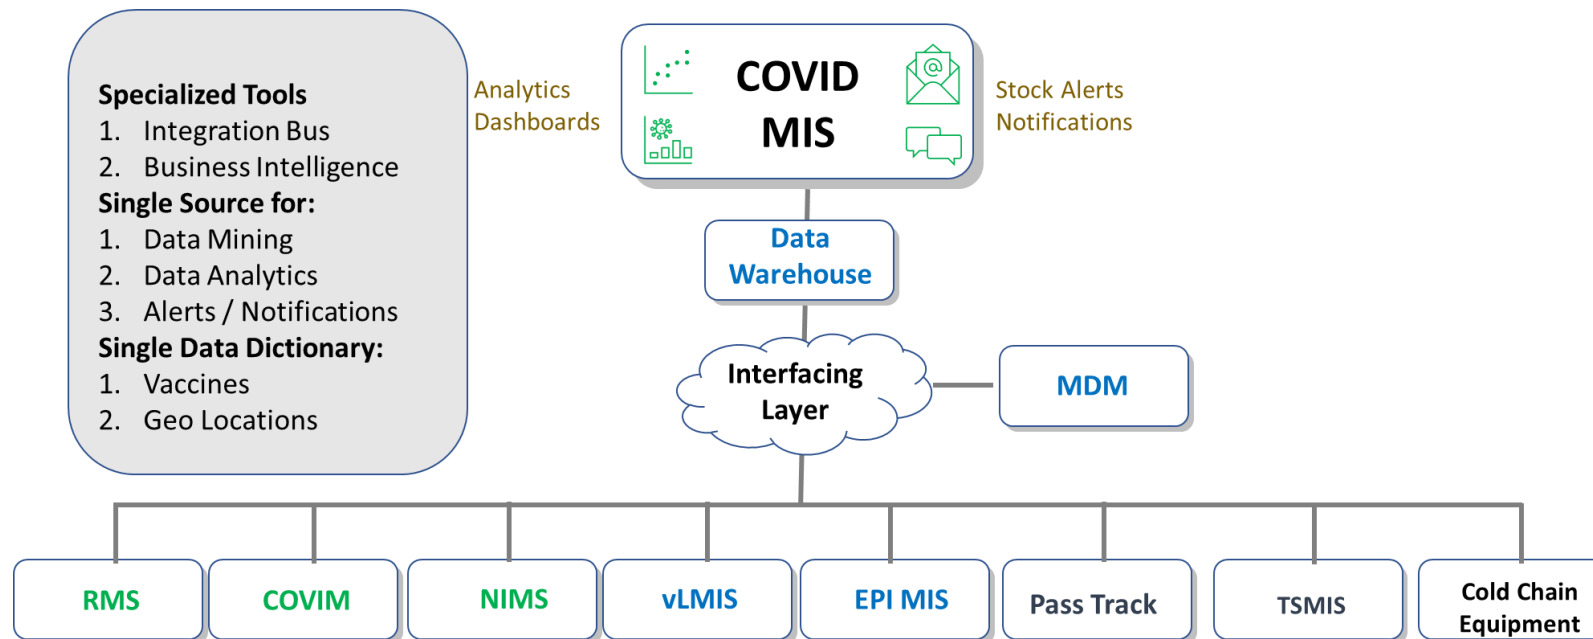 Specialized Tools
1. Integration Bus
2. Business Intelligence
Single Source for:
1. Data Mining
2. Data Analytics
3. Alerts / Notifications
Single Data Dictionary:
1. Vaccines
2. Geo Locations
Analytics
Dashboards
COVID
MIS
@
Stock Alerts
Notifications
Data
Warehouse
Interfacing
Layer
MDM
RMS
COVIM
NIMS
vLMIS
EPI MIS
Pass Track
TSMIS
Cold Chain
Equipment